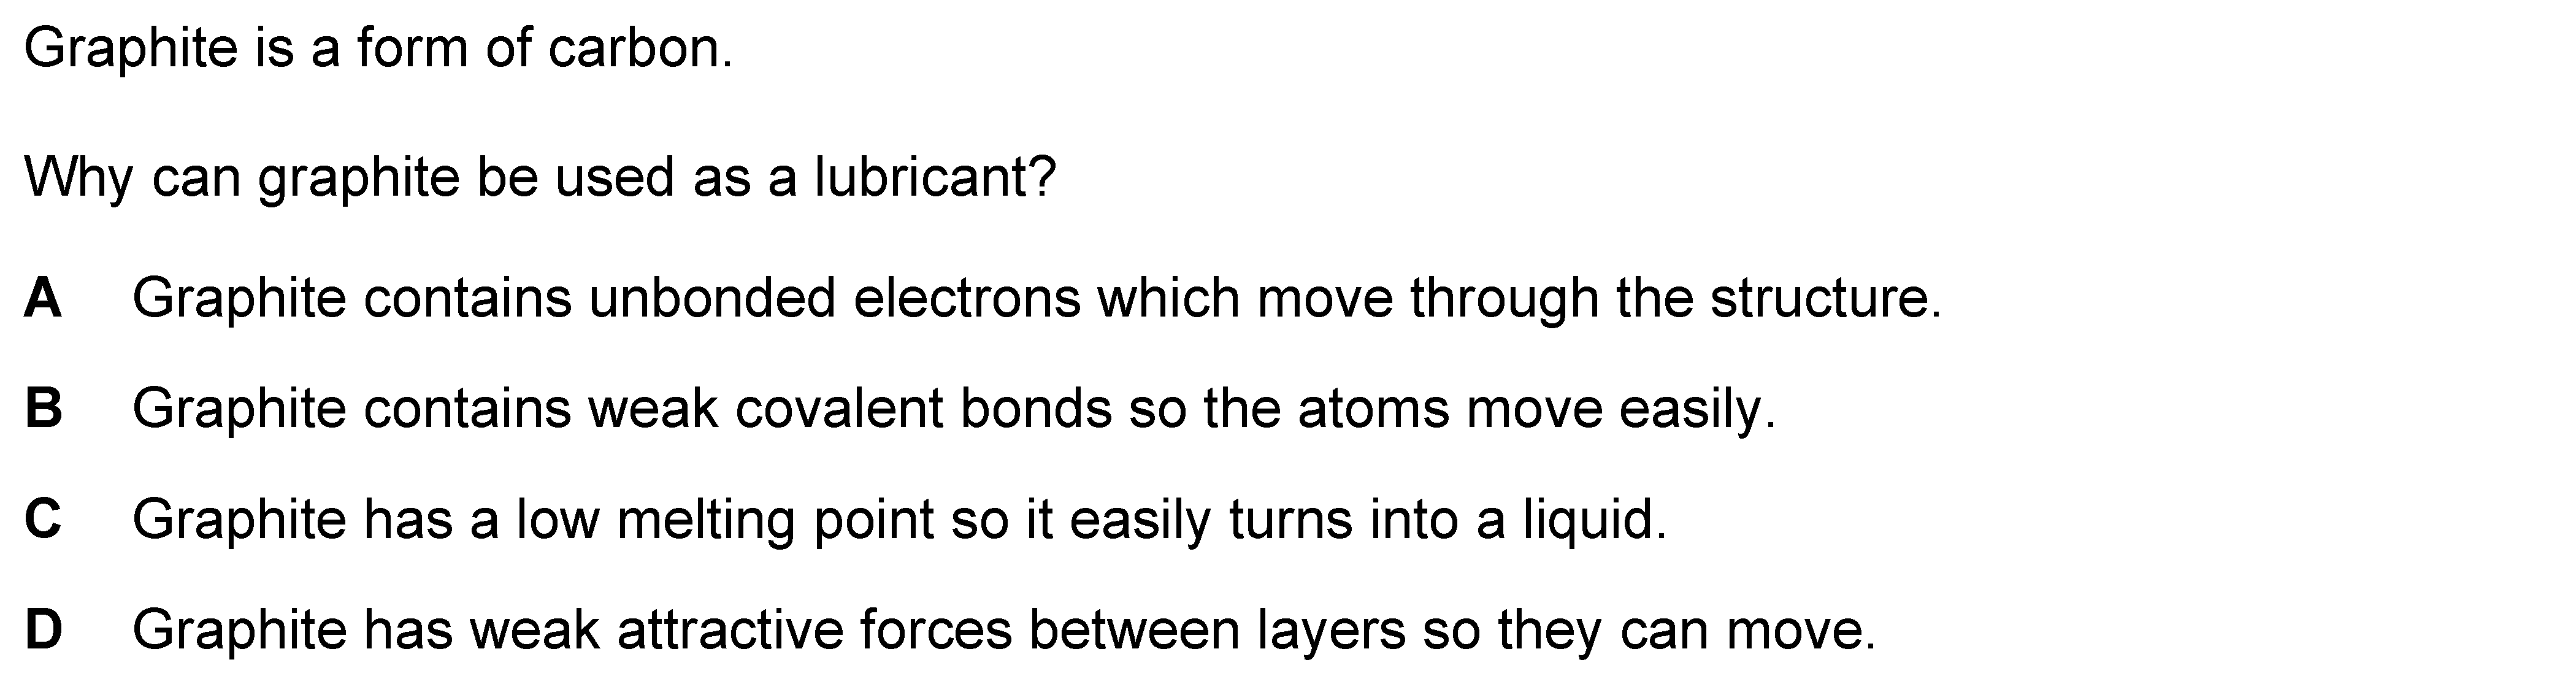 Graphite is a form of carbon.
Why can graphite be used as a lubricant?
A Graphite contains unbonded electrons which move through the structure.
B Graphite contains weak covalent bonds so the atoms move easily.
C Graphite has a low melting point so it easily turns into a liquid.
D Graphite has weak attractive forces between layers so they can move.